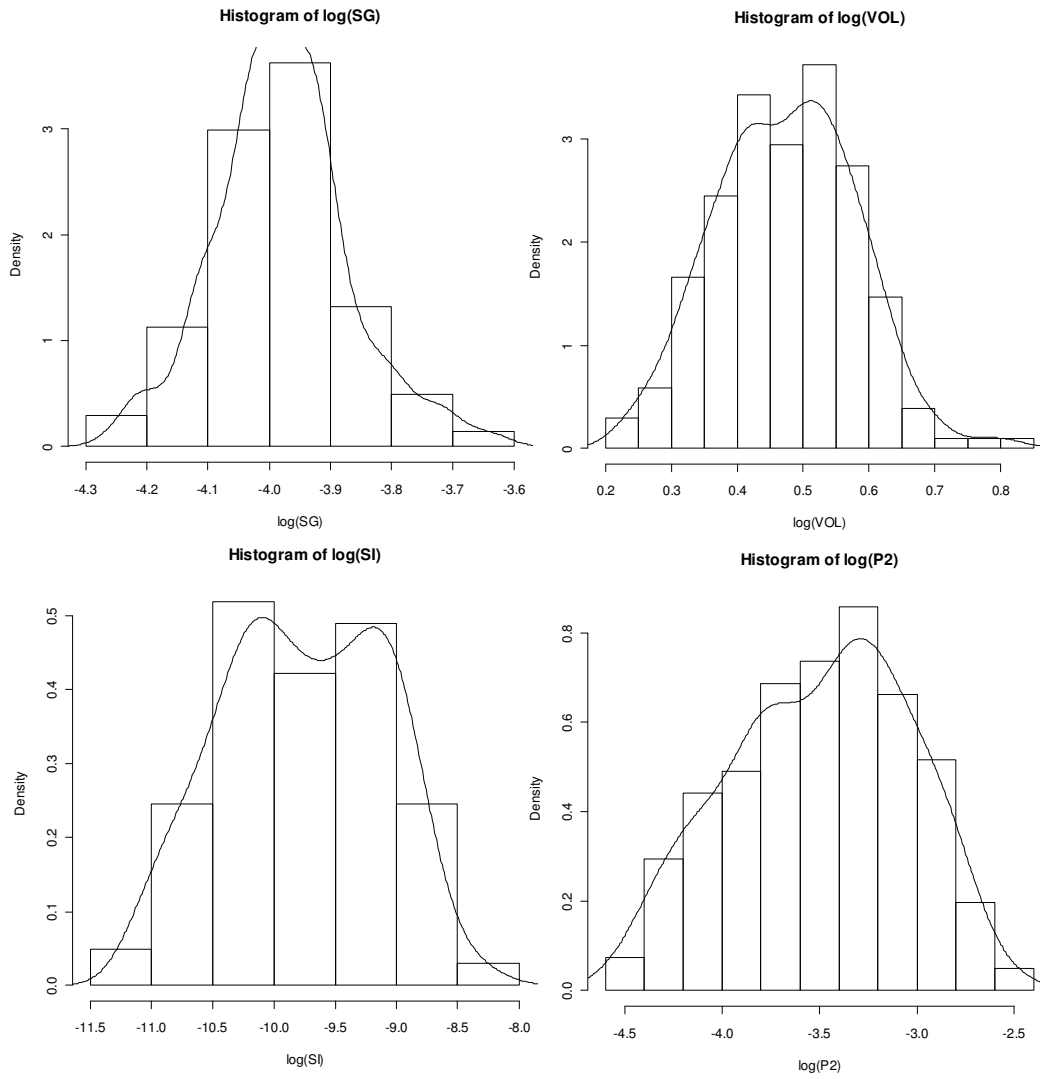 Histogram of log(SG)
Density
0
1
2
3
-4.3 -4.2 -4.1 -4.0 -3.9 -3.8 -3.7 -3.6
log(SG)
Histogram of log(VOL)
Density
0
1
2
3
0.2 0.3 0.4 0.5 0.6 0.7 0.8
log(VOL)
Histogram of log(SI)
Density
0.0
0.1
0.2
0.3
0.4
0.5
-11.5 -11.0 -10.5 -10.0 -9.5 -9.0 -8.5 -8.0
log(SI)
Histogram of log(P2)
Density
0.0
0.2
0.4
0.6
0.8
-4.5 -4.0 -3.5 -3.0 -2.5
log(P2)